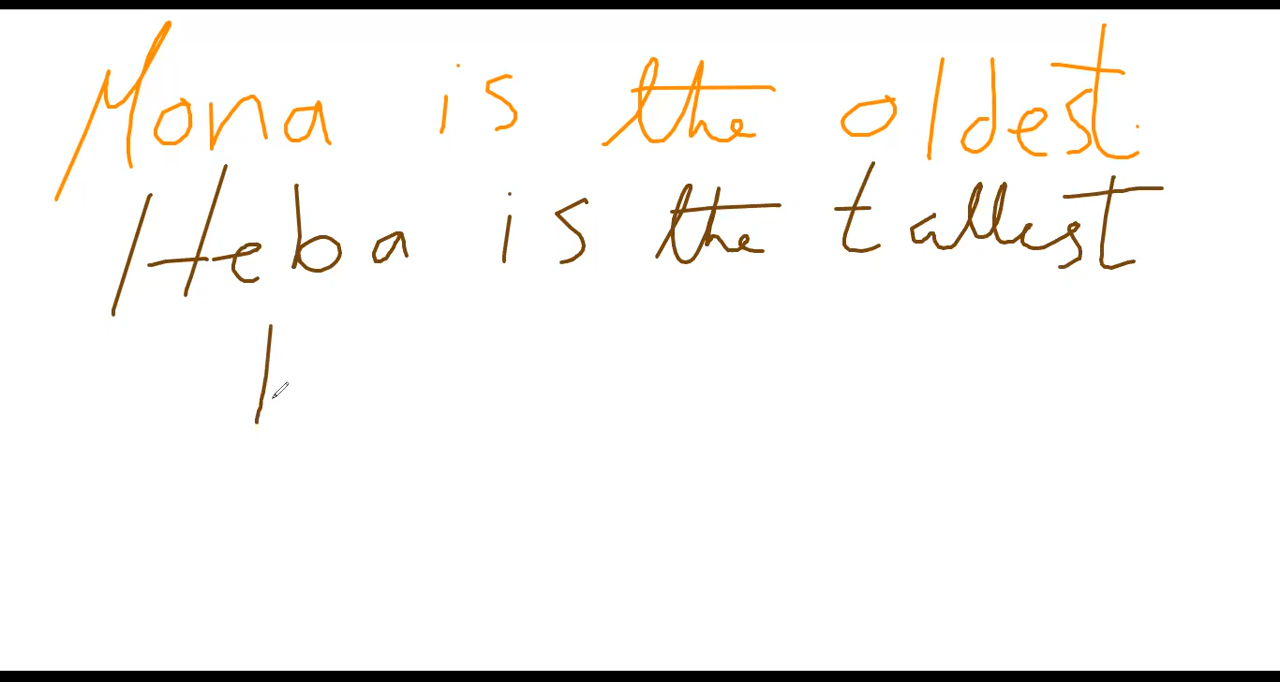 Mona is the oldest.
Heba is the tallest